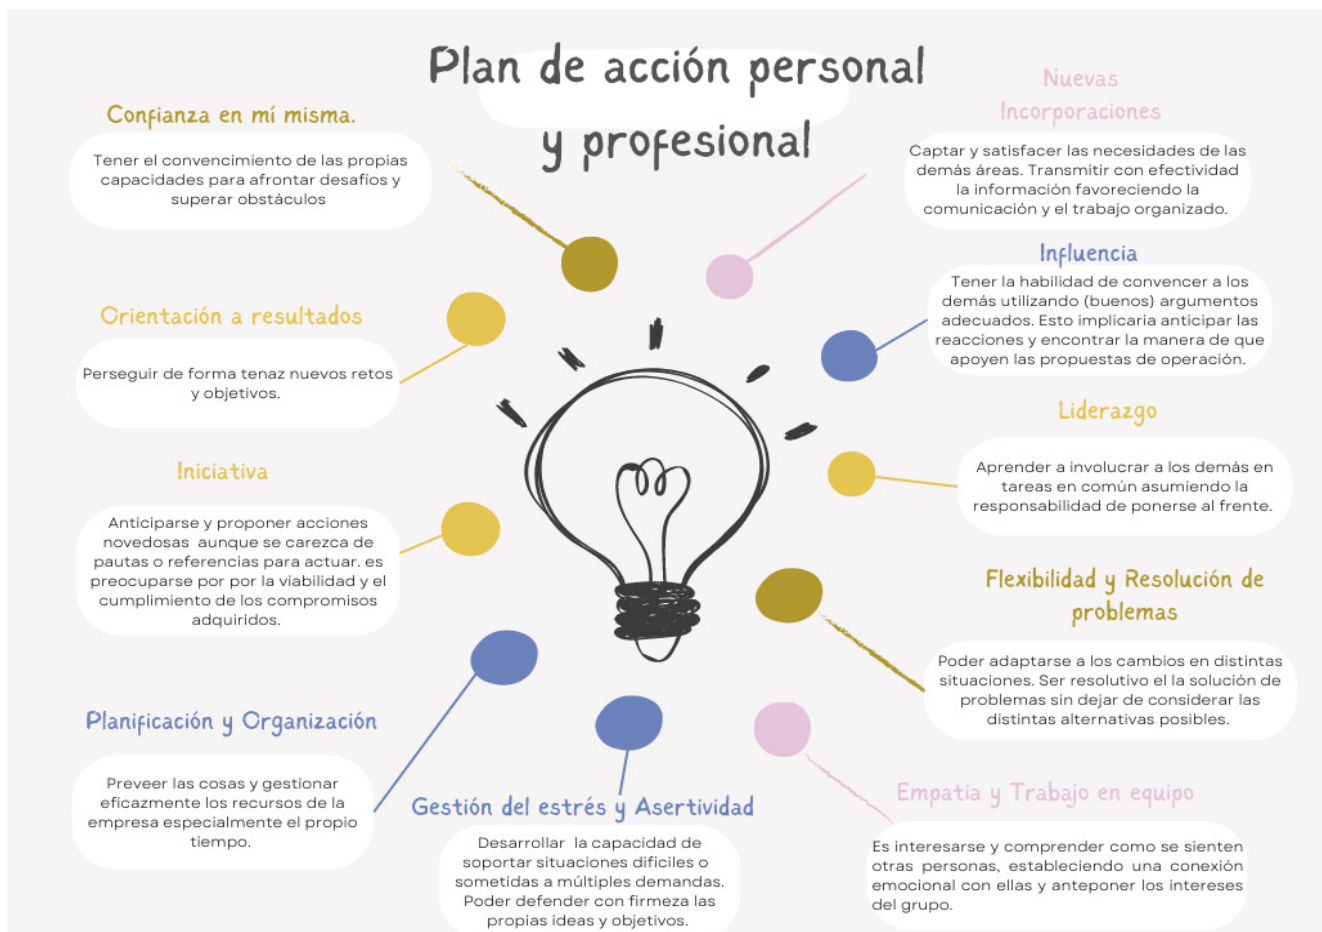 Plan de acción personal
y profesional
Confianza en mí misma.
Tener el convencimiento de las propias
capacidades para afrontar desafíos y
superar obstáculos
Orientación a resultados
Perseguir de forma tenaz nuevos retos
y objetivos.
Iniciativa
Anticiparse y proponer acciones
novedosas aunque se carezca de
pautas o referencias para actuar. es
preocuparse por por la viabilidad y el
cumplimiento de los compromisos
adquiridos.
Planificación y Organización
Preveer las cosas y gestionar
eficazmente los recursos de la
empresa especialmente el propio
tiempo.
Gestión del estrés y Asertividad
Desarrollar la capacidad de
soportar situaciones dificiles o
sometidas a múltiples demandas.
Poder defender con firmeza las
propias ideas y objetivos.
Nuevas
Incorporaciones
Captar y satisfacer las necesidades de las
demás áreas. Transmitir con efectividad
la información favoreciendo la
comunicación y el trabajo organizado.
Influencia
Tener la habilidad de convencer a los
demás utilizando (buenos) argumentos
adecuados. Esto implicaría anticipar las
reacciones y encontrar la manera de que
apoyen las propuestas de operación.
Liderazgo
Aprender a involucrar a los demás en
tareas en común asumiendo la
responsabilidad de ponerse al frente.
Flexibilidad y Resolución de
problemas
Poder adaptarse a los cambios en distintas
situaciones. Ser resolutivo el la solución de
problemas sin dejar de considerar las
distintas alternativas posibles.
Empatia y Trabajo en equipo
Es interesarse y comprender como se sienten
otras personas, estableciendo una conexión
emocional con ellas y anteponer los intereses
del grupo.